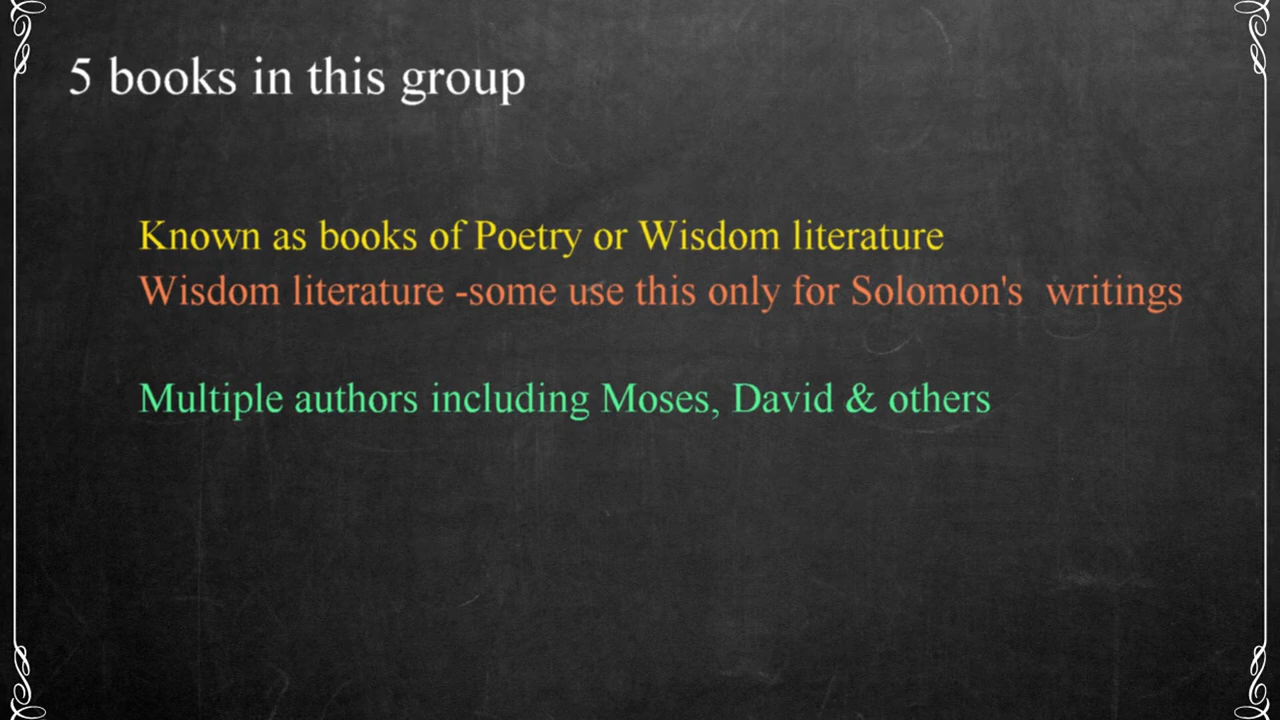 5 books in this group
Known as books of Poetry or Wisdom literature
Wisdom literature -some use this only for Solomon's  writings
Multiple authors including Moses, David & others